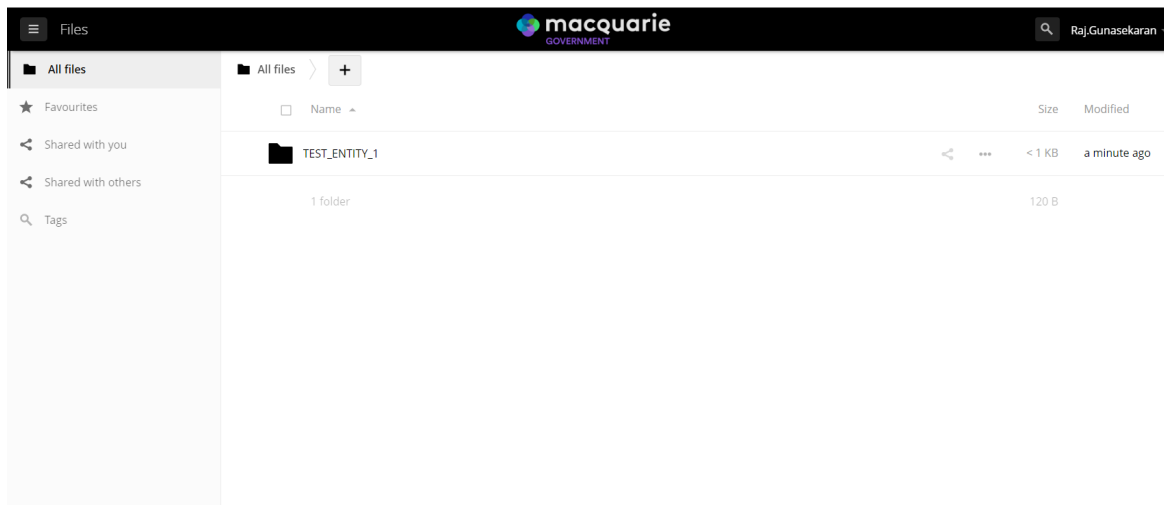 Files
macquarie
GOVERNMENT
Raj.Gunasekaran
All files
Favourites
Shared with you
Shared with others
Tags
All files
+
Name
Size
Modified
TEST_ENTITY_1
< 1 KB
a minute ago
1 folder
120 B